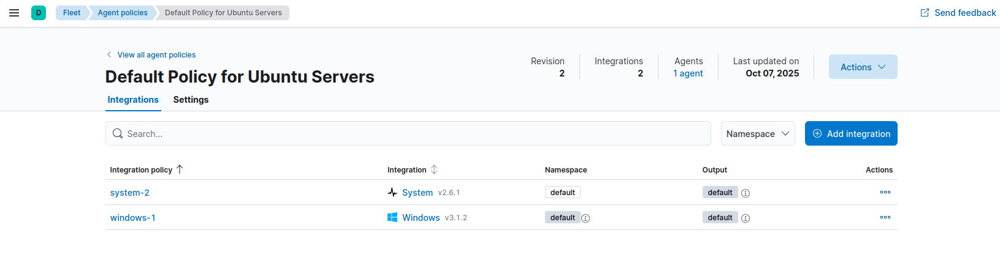 D Fleet Agent policies Default Policy for Ubuntu Servers Send feedback
View all agent policies
Default Policy for Ubuntu Servers
Revision Integrations Agents Last updated on
2 2 1 agent Oct 07, 2025
Actions
Integrations Settings
Search... Namespace Add integration
Integration policy Integration Namespace Output Actions
system-2 System v2.6.1 default default
windows-1 Windows v3.1.2 default default